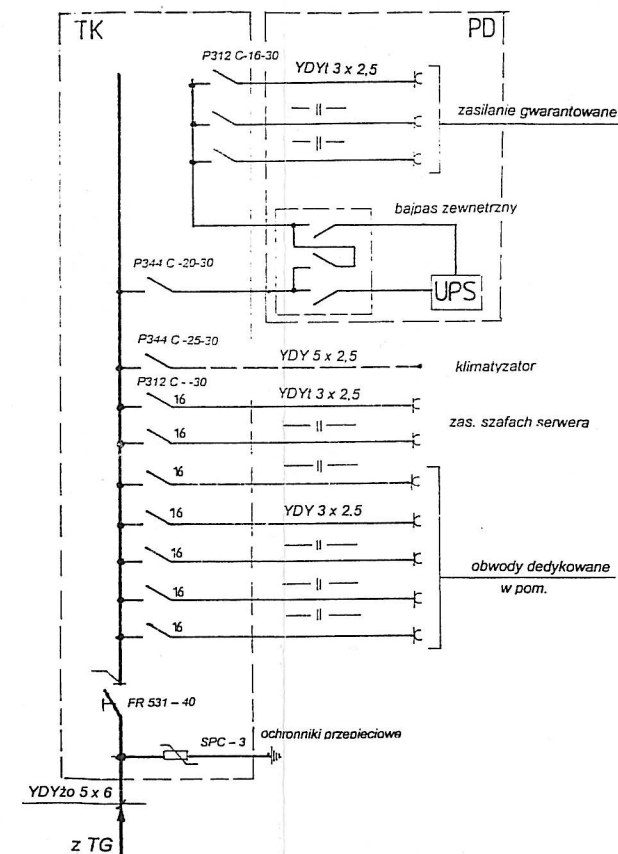 TK
PD
P312 C-16-30
YDYt 3 x 2,5
— || —
zasilanie gwarantowane
— || —
bajpas zewnetrzny
P344 C -20-30
UPS
P344 C -25-30
YDY 5 x 2,5
klimatyzator
P312 C - -30
16
YDYt 3 x 2,5
16
— || —
zas. szafach serwera
16
— || —
16
YDY 3 x 2,5
16
— || —
obwody dedykowane
w pom.
16
— || —
16
— || —
FR 531 – 40
SPC – 3
ochronniki przepieciowe
YDYżo 5 x 6
z TG